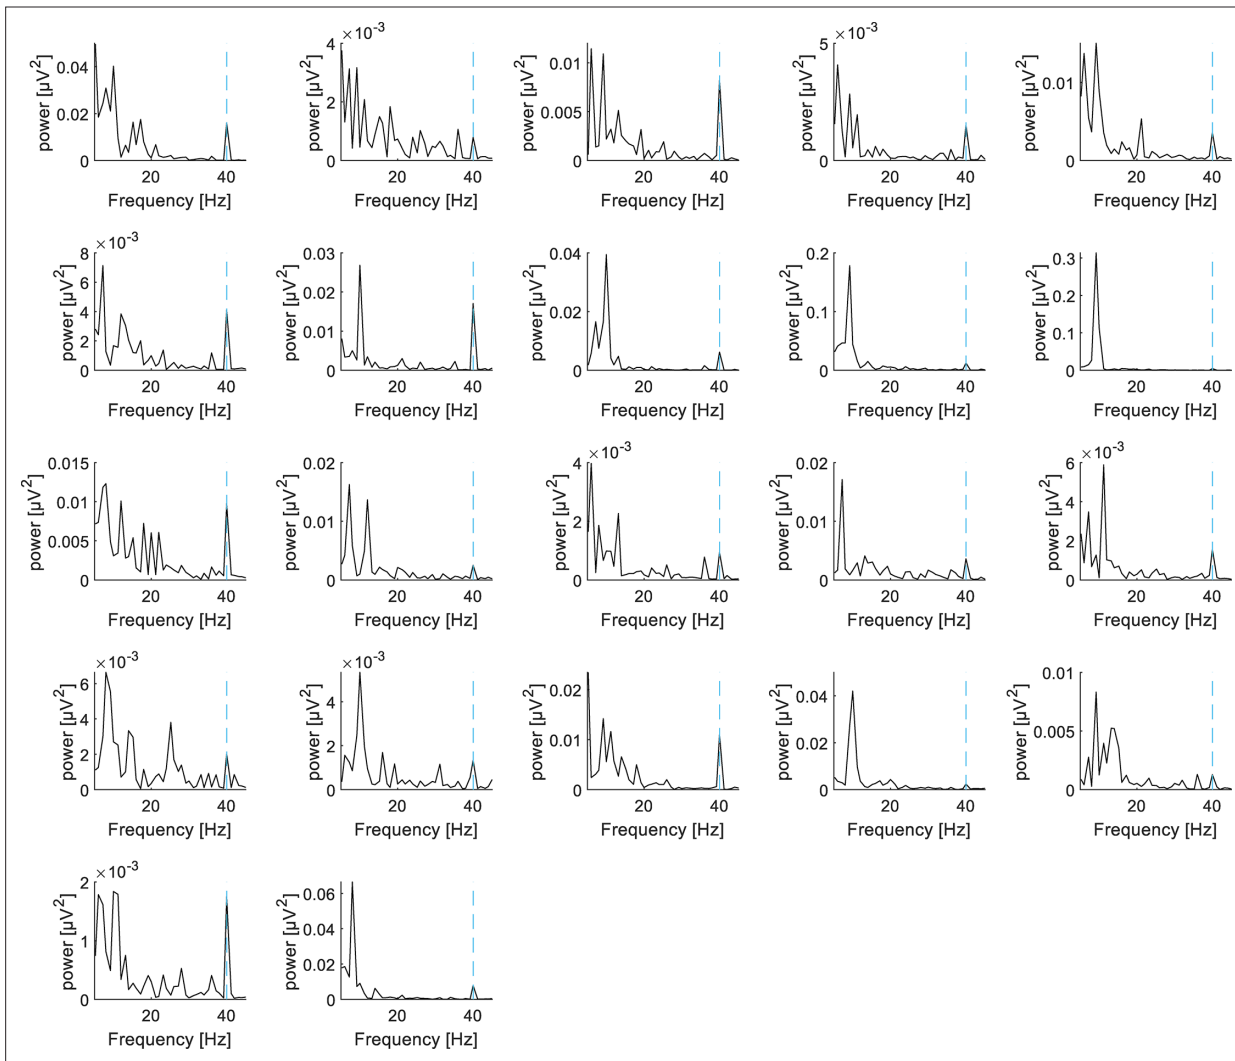 ×10⁻³ ×10⁻³
0.04 4 0.01 5 0.01
0.02 2 0.005
0 0 0 0 0
power [µV²] power [µV²] power [µV²] power [µV²] power [µV²]
20 40 20 40 20 40 20 40 20 40
Frequency [Hz] Frequency [Hz] Frequency [Hz] Frequency [Hz] Frequency [Hz]
×10⁻³
8 0.03 0.04 0.2 0.3
6 0.02 0.2
4 0.02 0.1
2 0.01 0.1
0 0 0 0 0
power [µV²] power [µV²] power [µV²] power [µV²] power [µV²]
20 40 20 40 20 40 20 40 20 40
Frequency [Hz] Frequency [Hz] Frequency [Hz] Frequency [Hz] Frequency [Hz]
×10⁻³ ×10⁻³
0.015 0.02 4 0.02 6
0.01 4
0.01 2 0.01
0.005 2
0 0 0 0 0
power [µV²] power [µV²] power [µV²] power [µV²] power [µV²]
20 40 20 40 20 40 20 40 20 40
Frequency [Hz] Frequency [Hz] Frequency [Hz] Frequency [Hz] Frequency [Hz]
×10⁻³ ×10⁻³
6 4 0.02 0.04 0.01
4 2 0.01 0.02 0.005
2
0 0 0 0 0
power [µV²] power [µV²] power [µV²] power [µV²] power [µV²]
20 40 20 40 20 40 20 40 20 40
Frequency [Hz] Frequency [Hz] Frequency [Hz] Frequency [Hz] Frequency [Hz]
×10⁻³
2 0.06
1 0.04
0.02
0 0
power [µV²] power [µV²]
20 40 20 40
Frequency [Hz] Frequency [Hz]